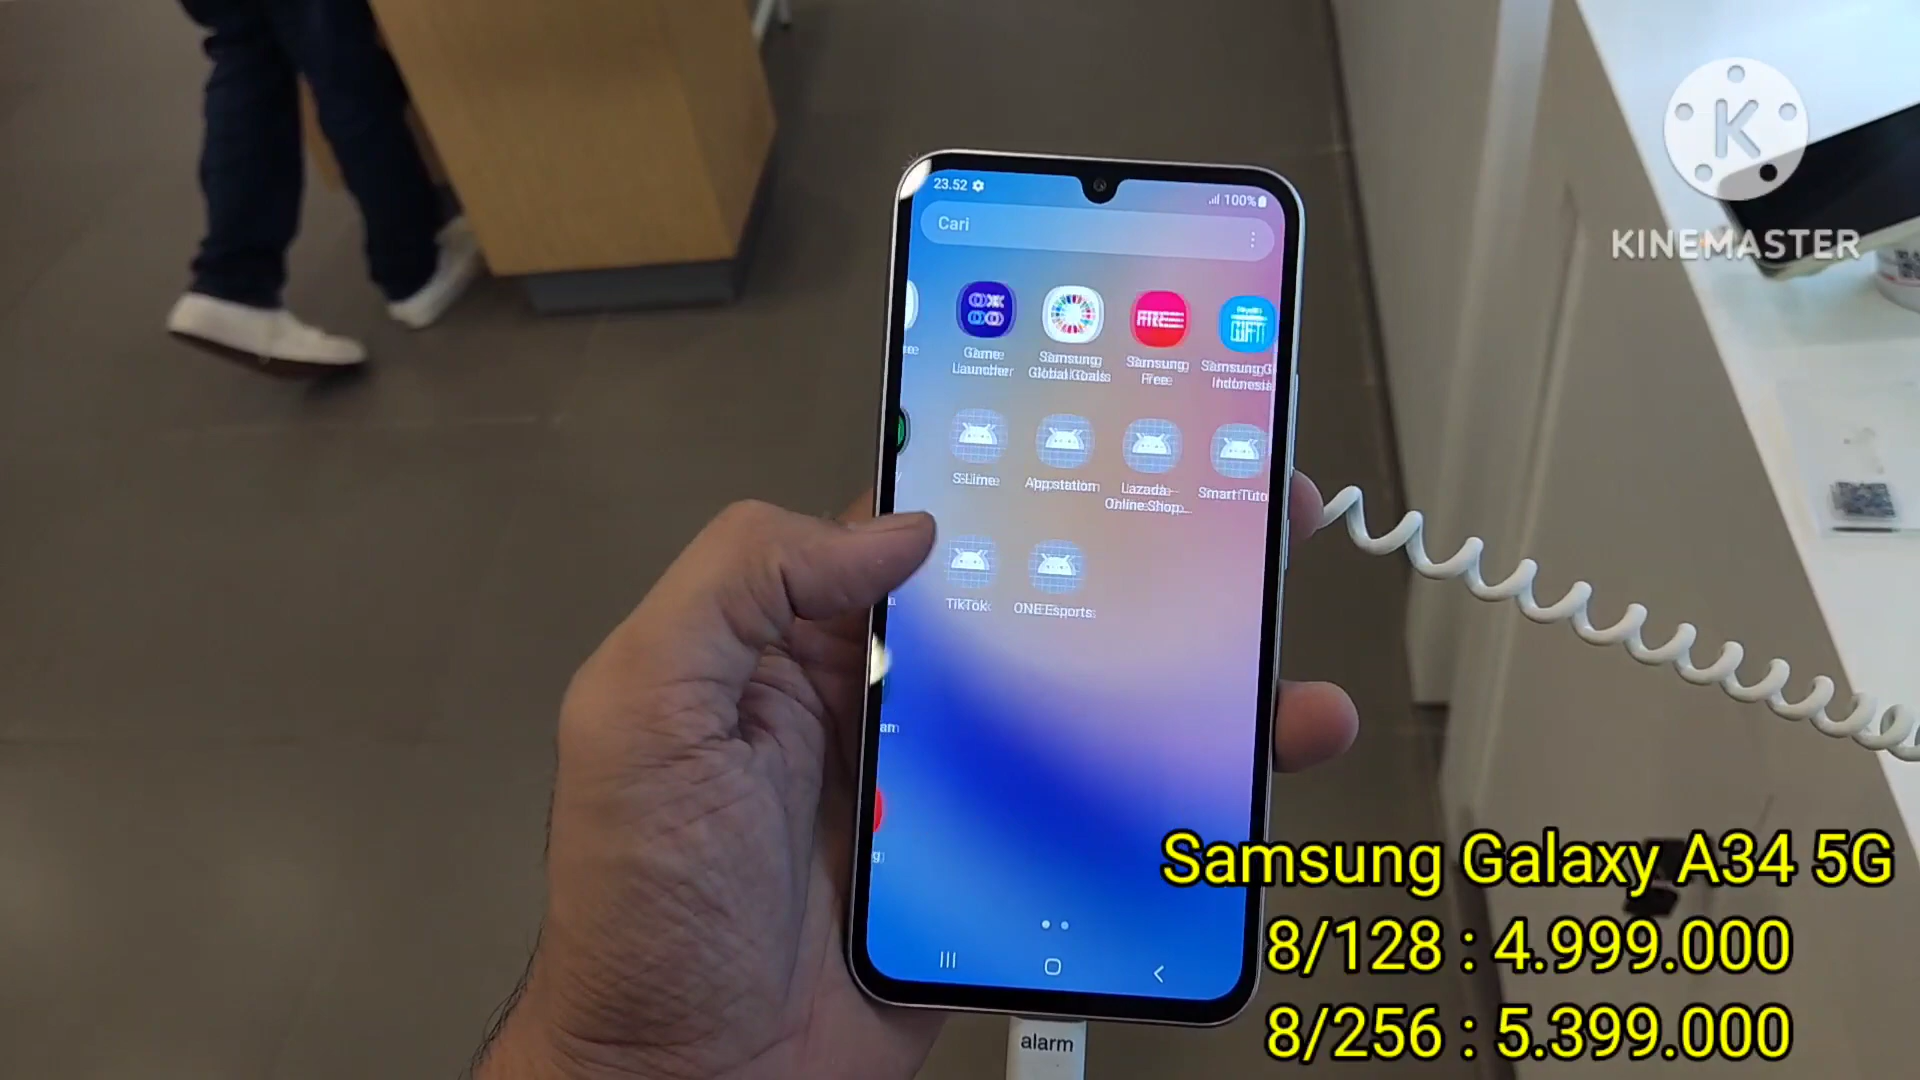 KINEMASTER
23.52
100%
Cari
Game Launcher
Samsung Global Goals
Samsung Free
Samsung G
Indonesia
S Lime
App station
Lazada – Online Shop...
Smart Tuto
TikTok
ONE Esports
alarm
Samsung Galaxy A34 5G
8/128 : 4.999.000
8/256 : 5.399.000